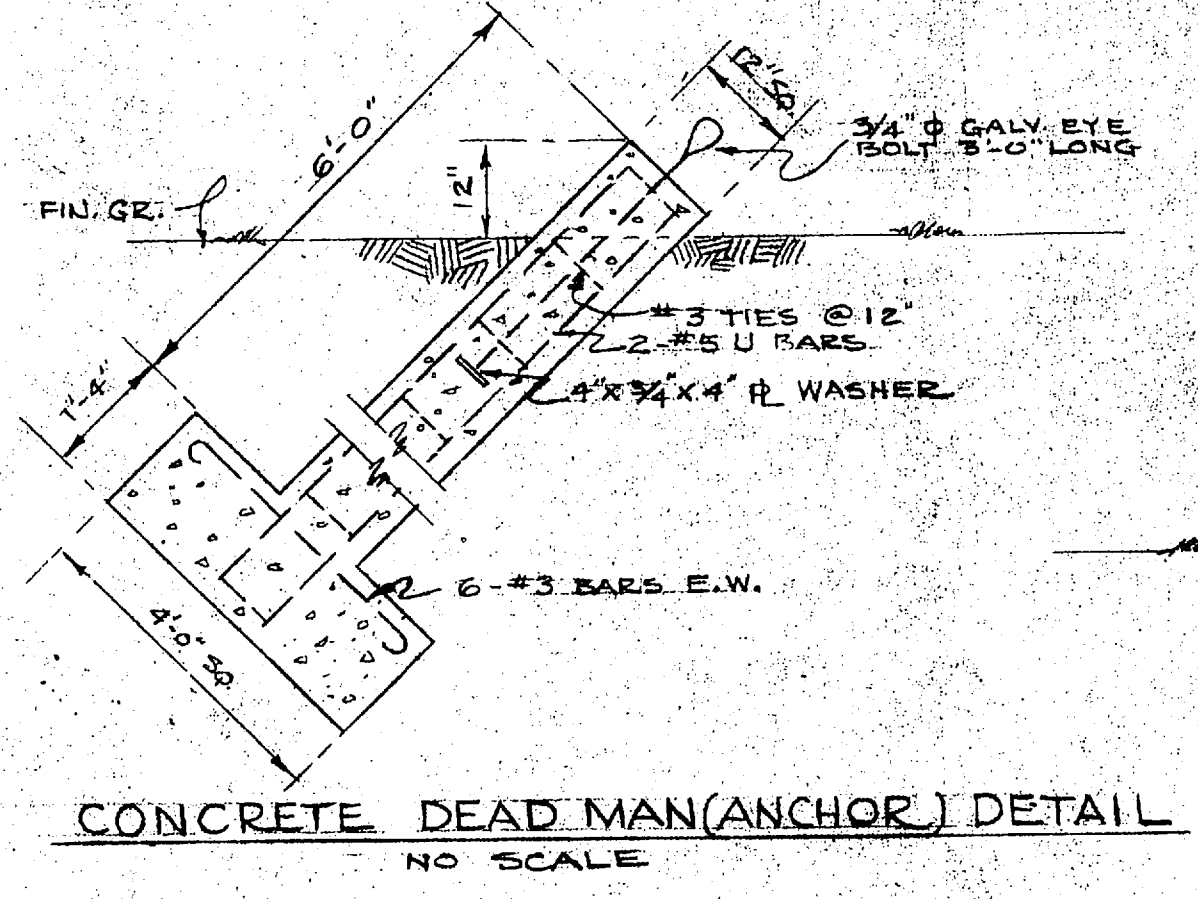 6'-0"
12" SQ.
3/4" φ GALV. EYE
BOLT 3'-0" LONG
12"
FIN. GR.
#3 TIES @ 12"
2-#5 U BARS
4" X 3/4" X 4" PL WASHER
1'-4"
6-#3 BARS E.W.
4'-0" SQ.
CONCRETE DEAD MAN (ANCHOR) DETAIL
NO SCALE